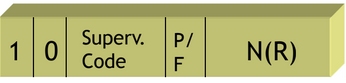 1 0 Superv. Code P/ F N(R)